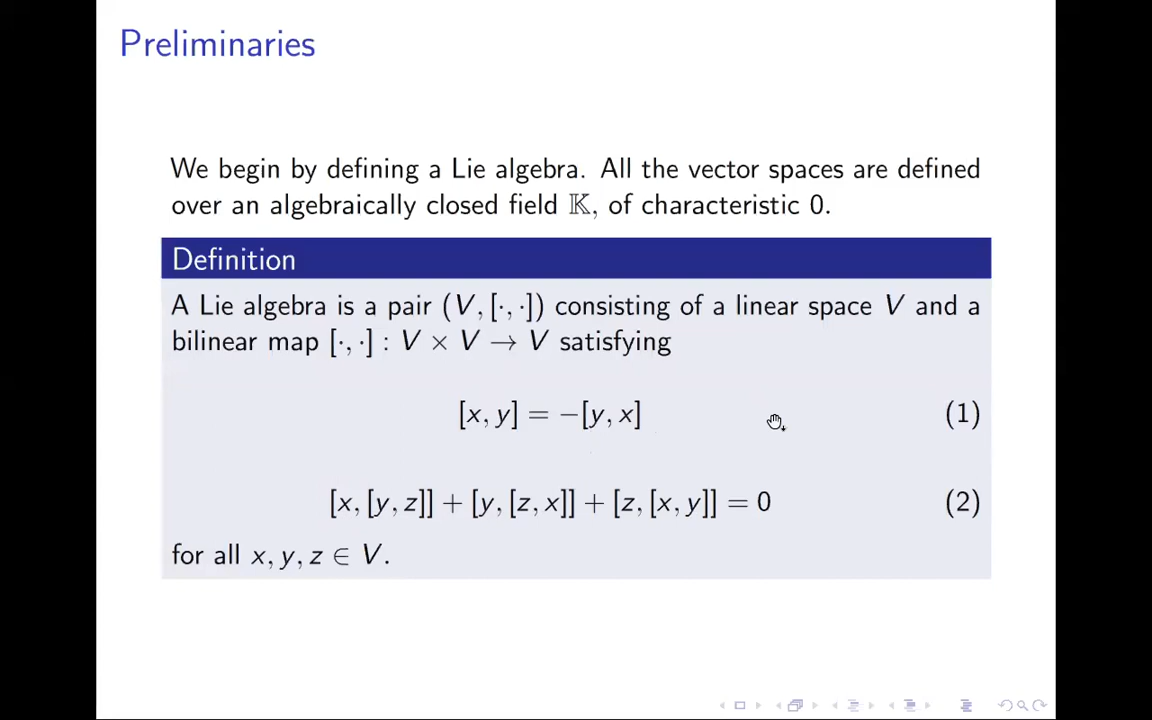 Preliminaries
We begin by defining a Lie algebra. All the vector spaces are defined
over an algebraically closed field 𝕂, of characteristic 0.
Definition
A Lie algebra is a pair (V, [·, ·]) consisting of a linear space V and a
bilinear map [·, ·] : V × V → V satisfying
[x, y] = −[y, x] (1)
[x, [y, z]] + [y, [z, x]] + [z, [x, y]] = 0 (2)
for all x, y, z ∈ V.